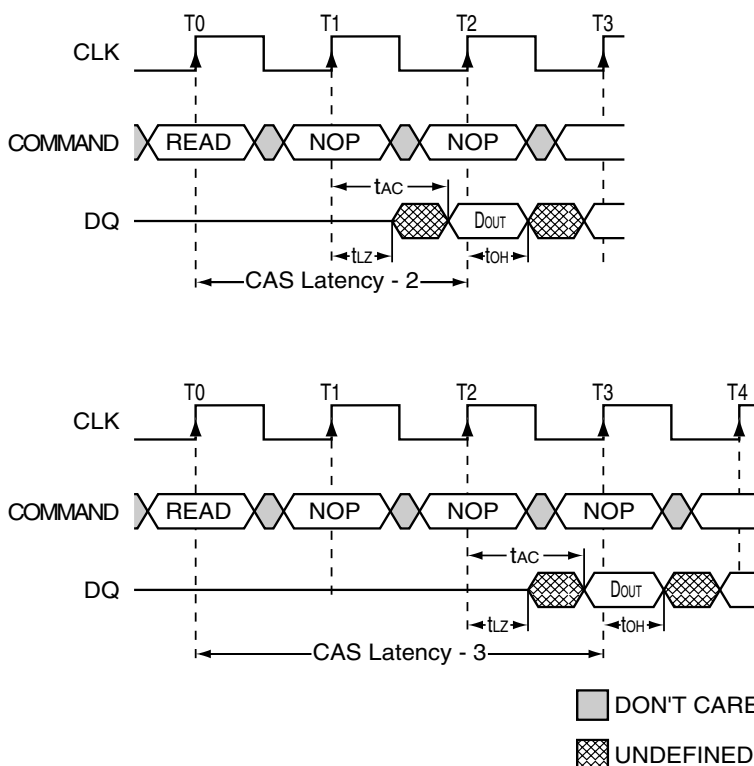 T0 T1 T2 T3
CLK
COMMAND READ NOP NOP
tAC
DQ DOUT
tLZ tOH
CAS Latency - 2
T0 T1 T2 T3 T4
CLK
COMMAND READ NOP NOP NOP
tAC
DQ DOUT
tLZ tOH
CAS Latency - 3
DON'T CARE
UNDEFINED